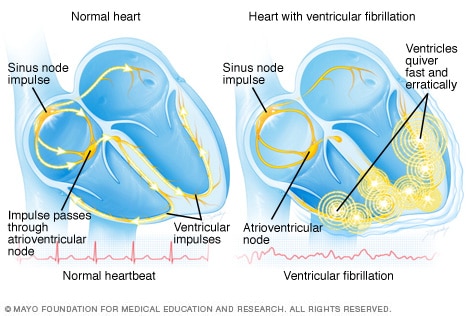 Normal heart
Sinus node
impulse
Impulse passes
through
atrioventricular
node
Ventricular
impulses
Normal heartbeat
Heart with ventricular fibrillation
Sinus node
impulse
Ventricles
quiver
fast and
erratically
Atrioventricular
node
Ventricular fibrillation
© MAYO FOUNDATION FOR MEDICAL EDUCATION AND RESEARCH. ALL RIGHTS RESERVED.